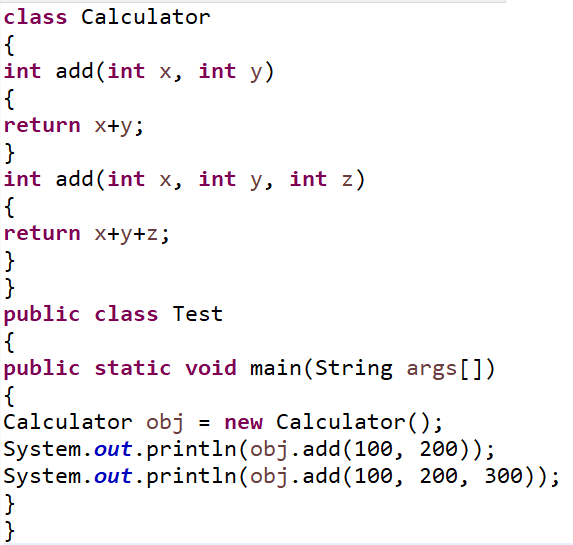 class Calculator
{
int add(int x, int y)
{
return x+y;
}
int add(int x, int y, int z)
{
return x+y+z;
}
}
public class Test
{
public static void main(String args[])
{
Calculator obj = new Calculator();
System.out.println(obj.add(100, 200));
System.out.println(obj.add(100, 200, 300));
}
}